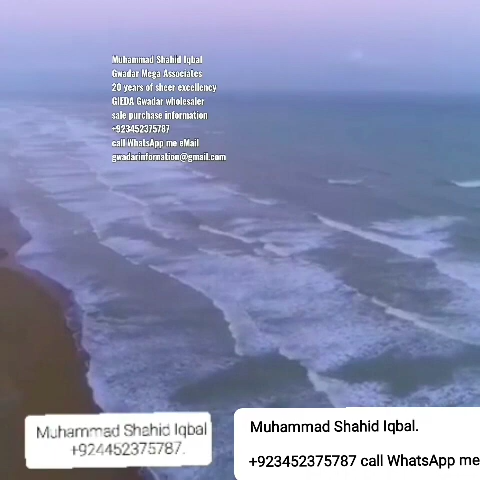 Muhammad Shahid Iqbal
Gwadar Mega Associates
20 years of sheer excellency
GIEDA Gwadar wholesaler
sale purchase information
+923452375787
call WhatsApp me eMail
gwadarinfornation@gmail.com
Muhammad Shahid Iqbal
+924452375787.
Muhammad Shahid Iqbal.
+923452375787 call WhatsApp me